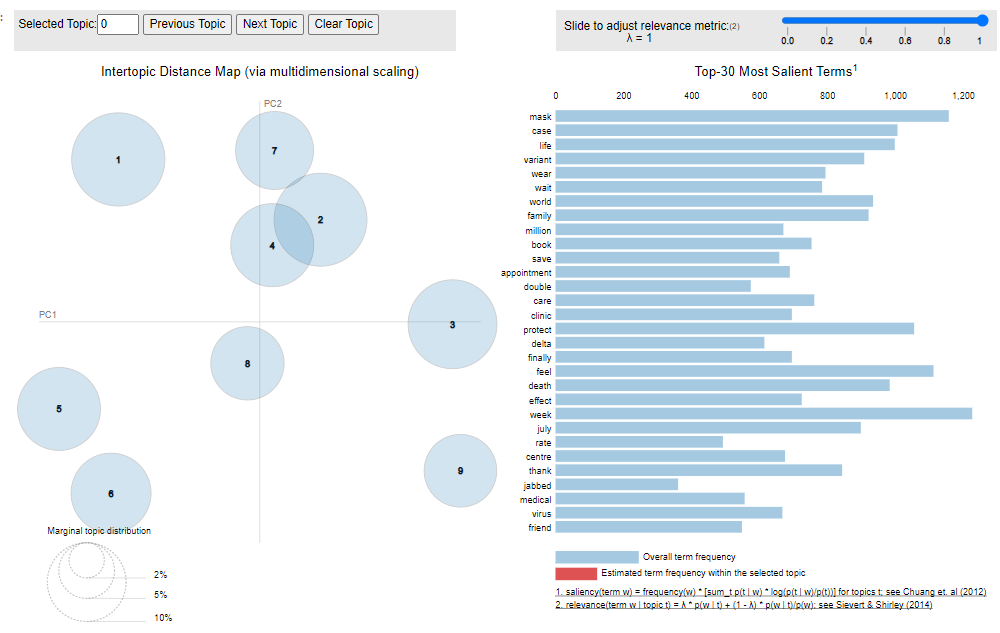 :
Selected Topic: 0 Previous Topic Next Topic Clear Topic
Slide to adjust relevance metric:(2)
λ = 1
0.0 0.2 0.4 0.6 0.8 1
Intertopic Distance Map (via multidimensional scaling)
PC2
PC1
1
7
2
4
3
8
5
9
6
Marginal topic distribution
2%
5%
10%
Top-30 Most Salient Terms1
0 200 400 600 800 1,000 1,200
mask
case
life
variant
wear
wait
world
family
million
book
save
appointment
double
care
clinic
protect
delta
finally
feel
death
effect
week
july
rate
centre
thank
jabbed
medical
virus
friend
Overall term frequency
Estimated term frequency within the selected topic
1. saliency(term w) = frequency(w) * [sum_t p(t | w) * log(p(t | w)/p(t))] for topics t; see Chuang et. al (2012)
2. relevance(term w | topic t) = λ * p(w | t) + (1 - λ) * p(w | t)/p(w); see Sievert & Shirley (2014)